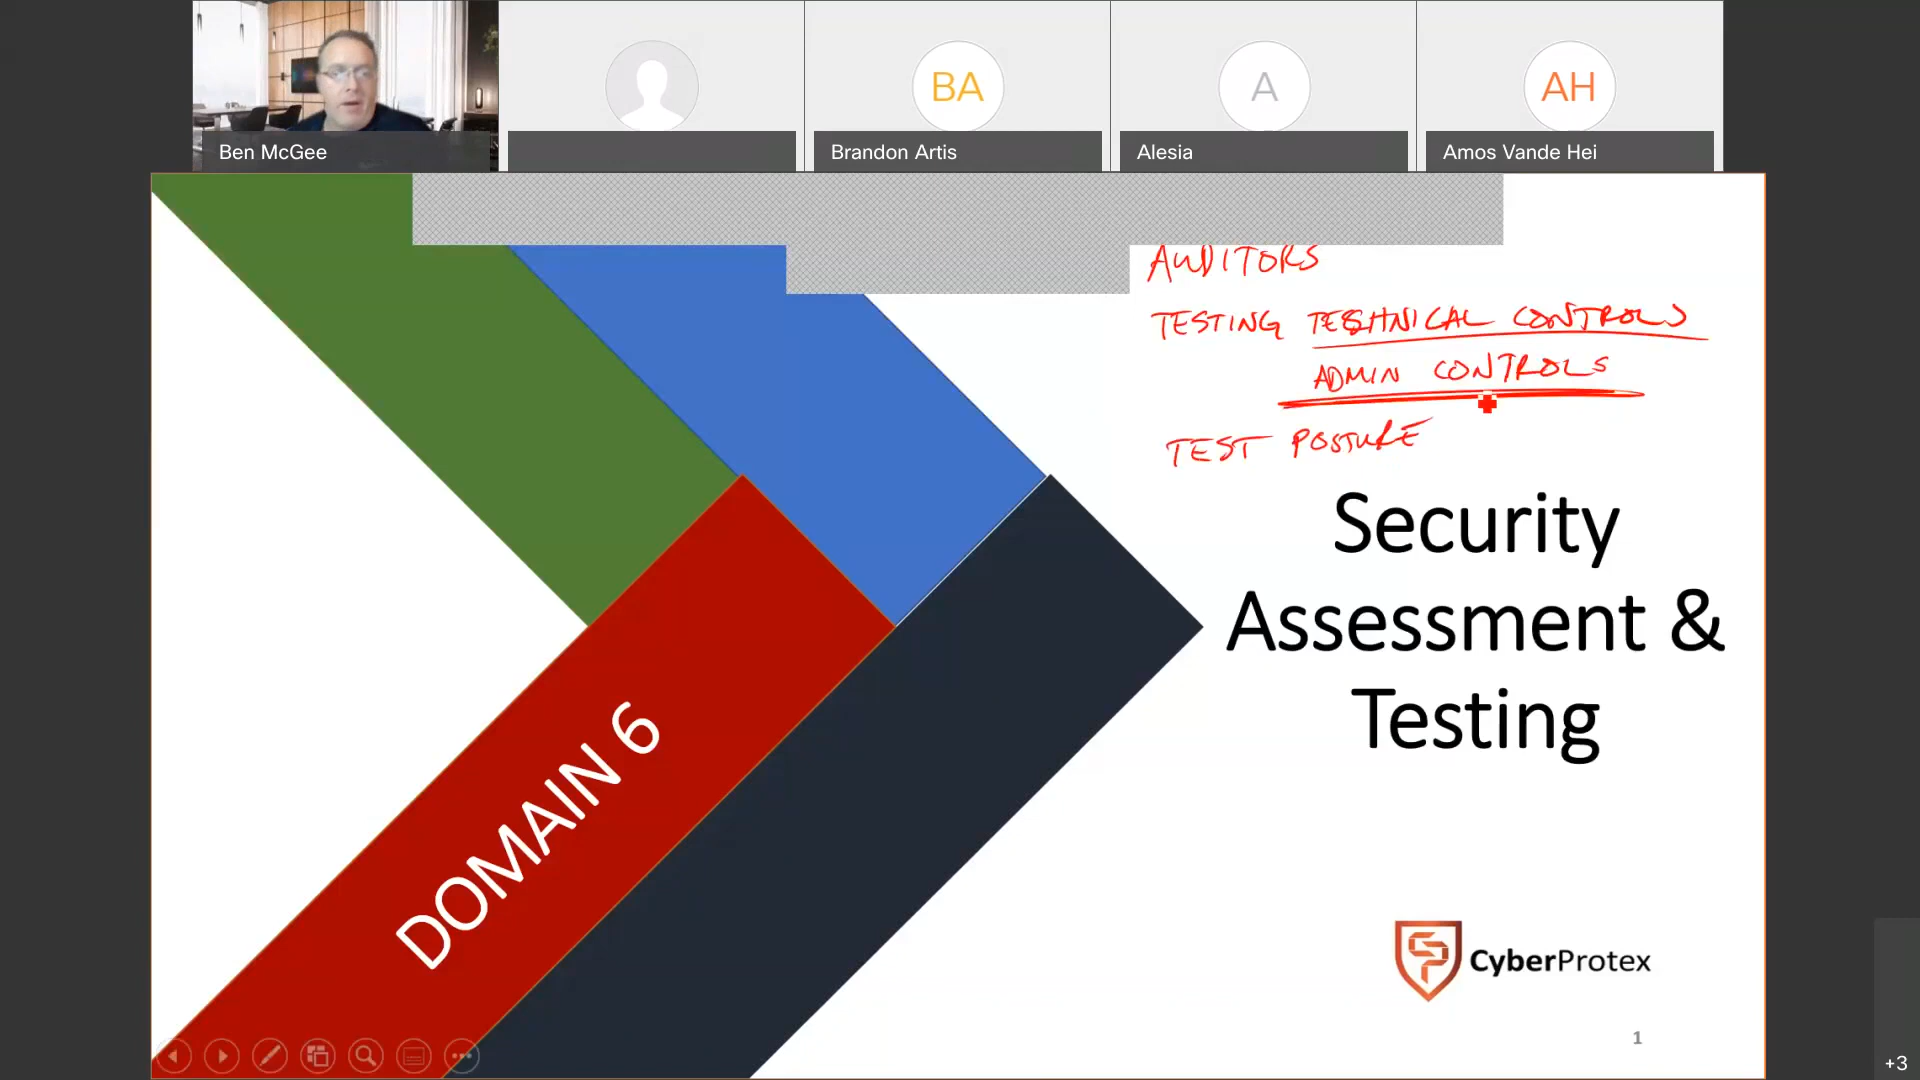 BA
A
AH
Ben McGee
Brandon Artis
Alesia
Amos Vande Hei
AUDITORS
TESTING TECHNICAL CONTROLS
ADMIN CONTROLS
TEST POSTURE
Security
Assessment &
Testing
DOMAIN 6
CyberProtex
1
+3